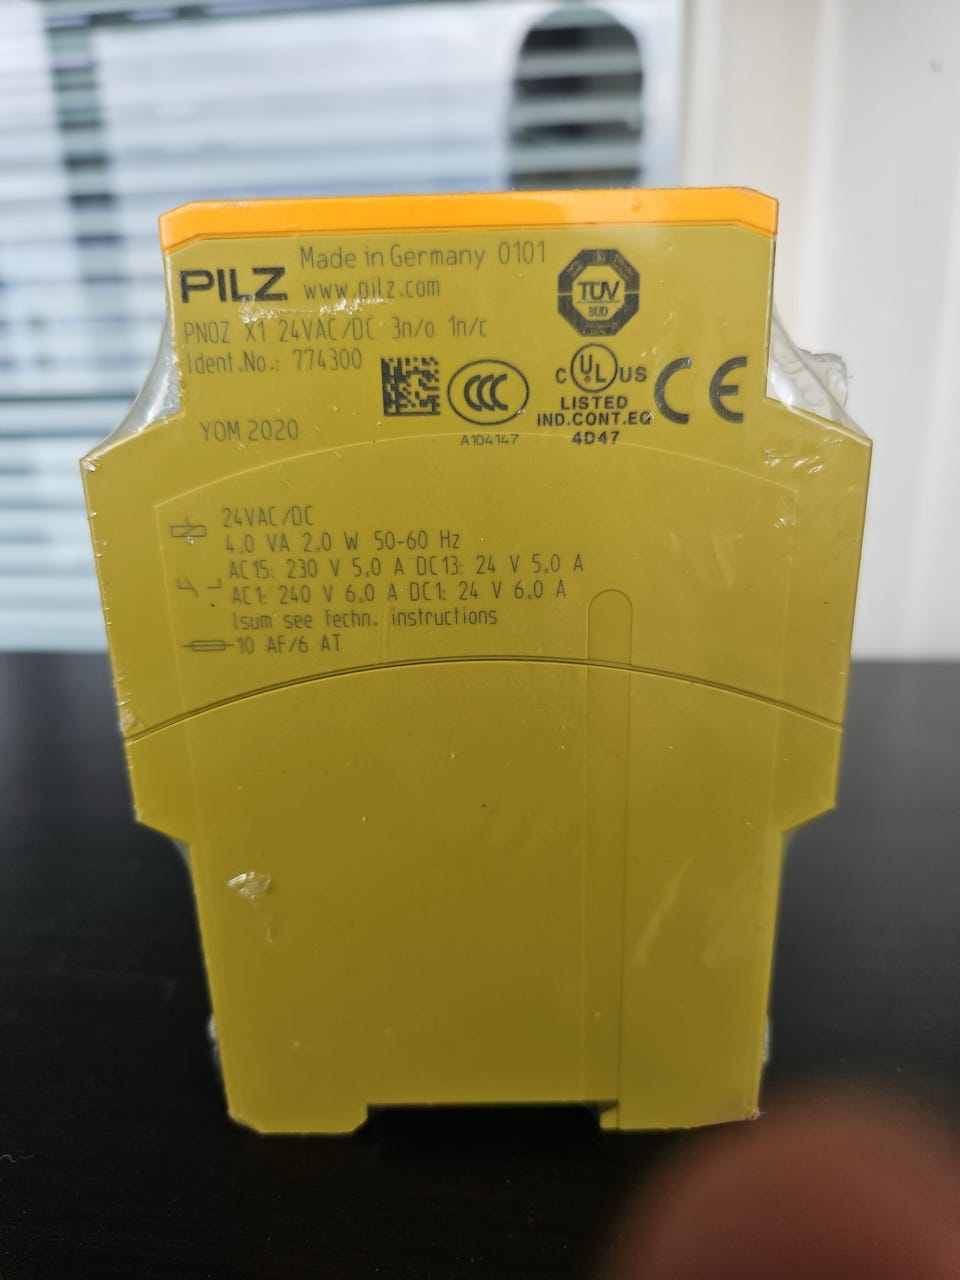 Made in Germany 0101
PILZ www.pilz.com
PNOZ X1 24VAC/DC 3n/o 1n/c
Ident.No.: 774300
YOM 2020
TÜV
SÜD
CCC
A104147
C UL US
LISTED
IND.CONT.EQ
4D47
CE
24VAC/DC
4,0 VA 2,0 W 50-60 Hz
AC15: 230 V 5,0 A DC13: 24 V 5,0 A
AC1: 240 V 6,0 A DC1: 24 V 6,0 A
Isum see Techn. instructions
10 AF/6 AT